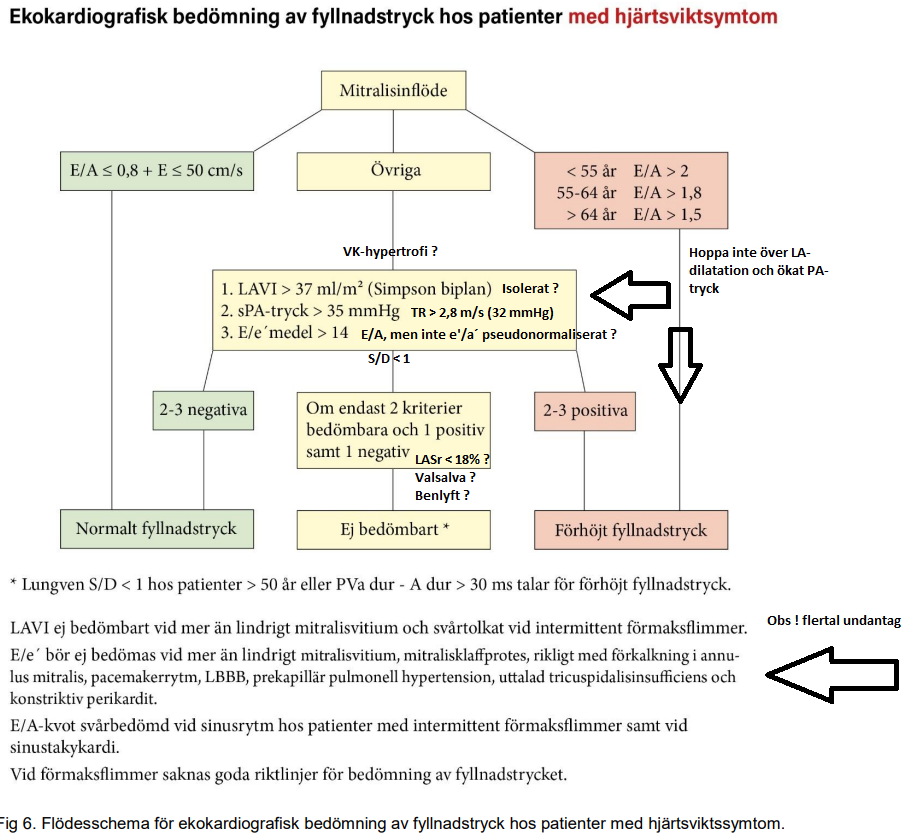 Ekokardiografisk bedömning av fyllnadstryck hos patienter med hjärtsviktsymtom
Mitralisinflöde
E/A ≤ 0,8 + E ≤ 50 cm/s
Övriga
< 55 år E/A > 2
55-64 år E/A > 1,8
> 64 år E/A > 1,5
VK-hypertrofi ?
Hoppa inte över LA-
dilatation och ökat PA-
tryck
1. LAVI > 37 ml/m² (Simpson biplan) Isolerat ?
2. sPA-tryck > 35 mmHg TR > 2,8 m/s (32 mmHg)
3. E/e´medel > 14 E/A, men inte e'/a´ pseudonormaliserat ?
S/D < 1
2-3 negativa
Om endast 2 kriterier
bedömbara och 1 positiv
samt 1 negativ LASr < 18% ?
Valsalva ?
Benlyft ?
2-3 positiva
Normalt fyllnadstryck
Ej bedömbart *
Förhöjt fyllnadstryck
* Lungven S/D < 1 hos patienter > 50 år eller PVa dur - A dur > 30 ms talar för förhöjt fyllnadstryck.
LAVI ej bedömbart vid mer än lindrigt mitralisvitium och svårtolkat vid intermittent förmaksflimmer.
Obs ! flertal undantag
E/e´ bör ej bedömas vid mer än lindrigt mitralisvitium, mitralisklaffprotes, rikligt med förkalkning i annu-
lus mitralis, pacemakerrytm, LBBB, prekapillär pulmonell hypertension, uttalad tricuspidalisinsufficiens och
konstriktiv perikardit.
E/A-kvot svårbedömd vid sinusrytm hos patienter med intermittent förmaksflimmer samt vid
sinustakykardi.
Vid förmaksflimmer saknas goda riktlinjer för bedömning av fyllnadstrycket.
Fig 6. Flödesschema för ekokardiografisk bedömning av fyllnadstryck hos patienter med hjärtsviktssymtom.